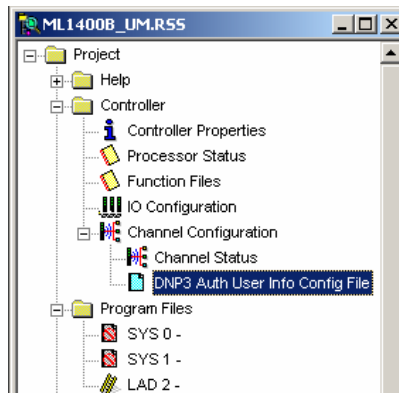 ML1400B_UM.RSS
Project
Help
Controller
Controller Properties
Processor Status
Function Files
IO Configuration
Channel Configuration
Channel Status
DNP3 Auth User Info Config File
Program Files
SYS 0 -
SYS 1 -
LAD 2 -